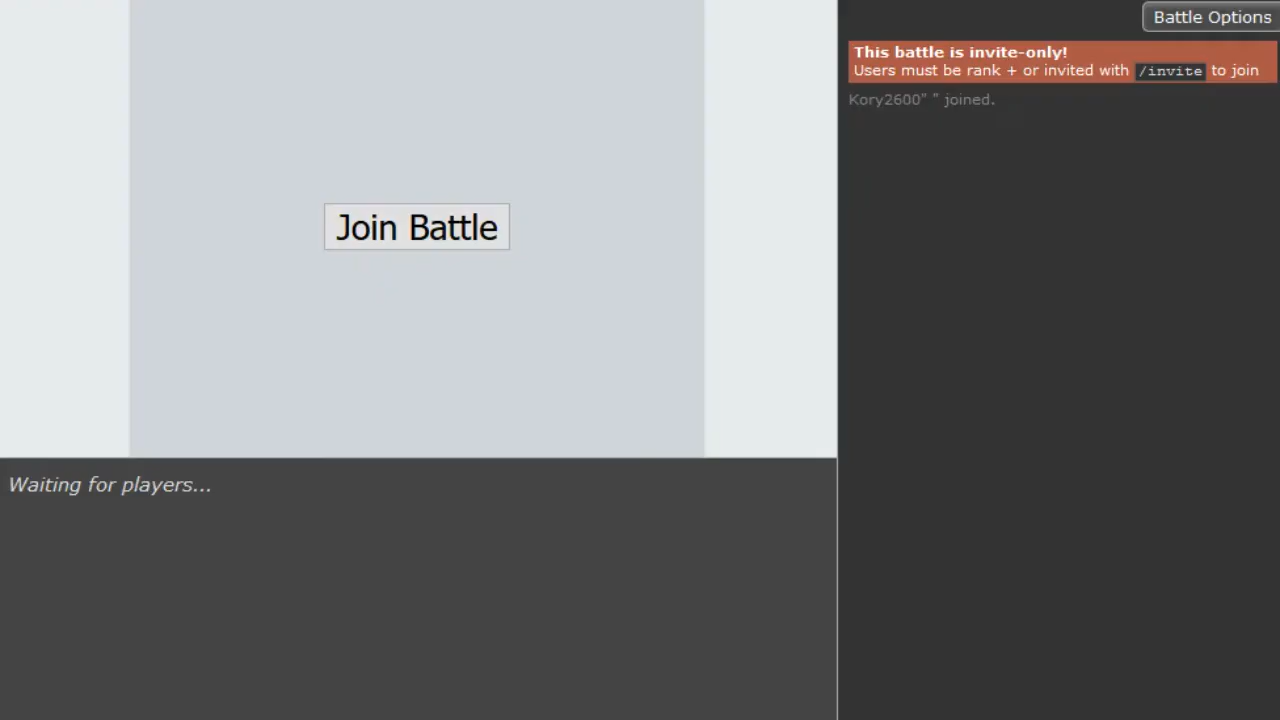 Battle Options
This battle is invite-only!
Users must be rank + or invited with /invite to join
Kory2600" " joined.
Join Battle
Waiting for players...